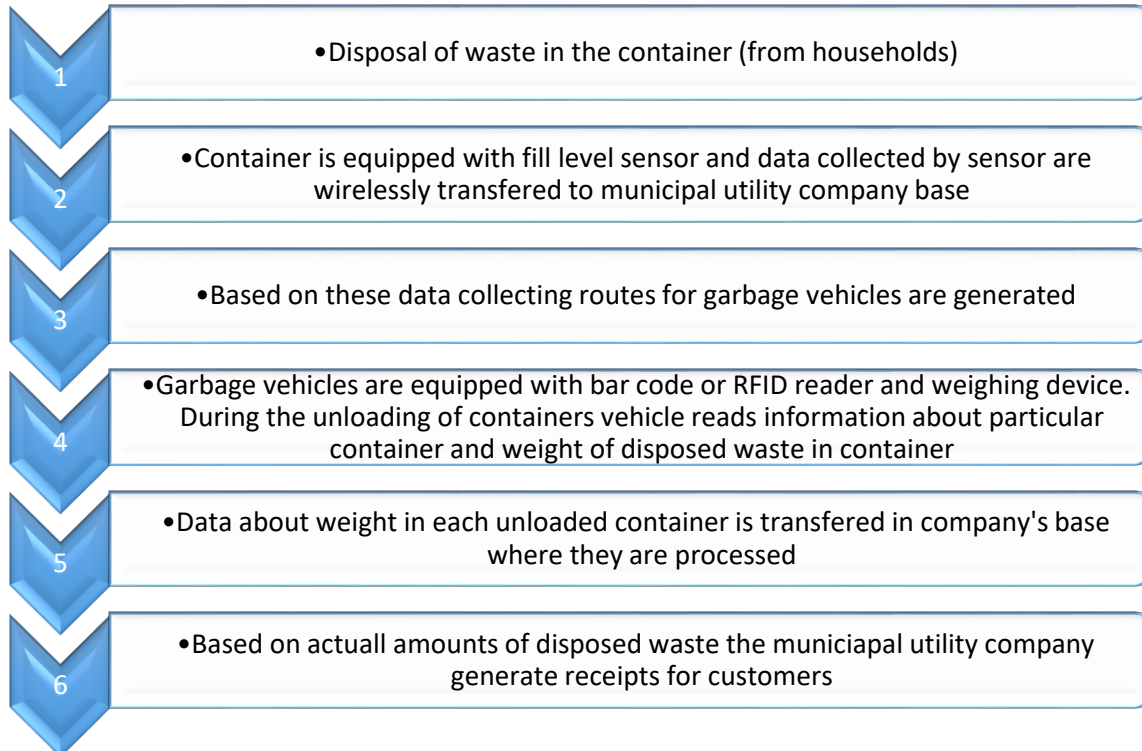 1
•Disposal of waste in the container (from households)
2
•Container is equipped with fill level sensor and data collected by sensor are
wirelessly transfered to municipal utility company base
3
•Based on these data collecting routes for garbage vehicles are generated
4
•Garbage vehicles are equipped with bar code or RFID reader and weighing device.
During the unloading of containers vehicle reads information about particular
container and weight of disposed waste in container
5
•Data about weight in each unloaded container is transfered in company's base
where they are processed
6
•Based on actuall amounts of disposed waste the municiapal utility company
generate receipts for customers